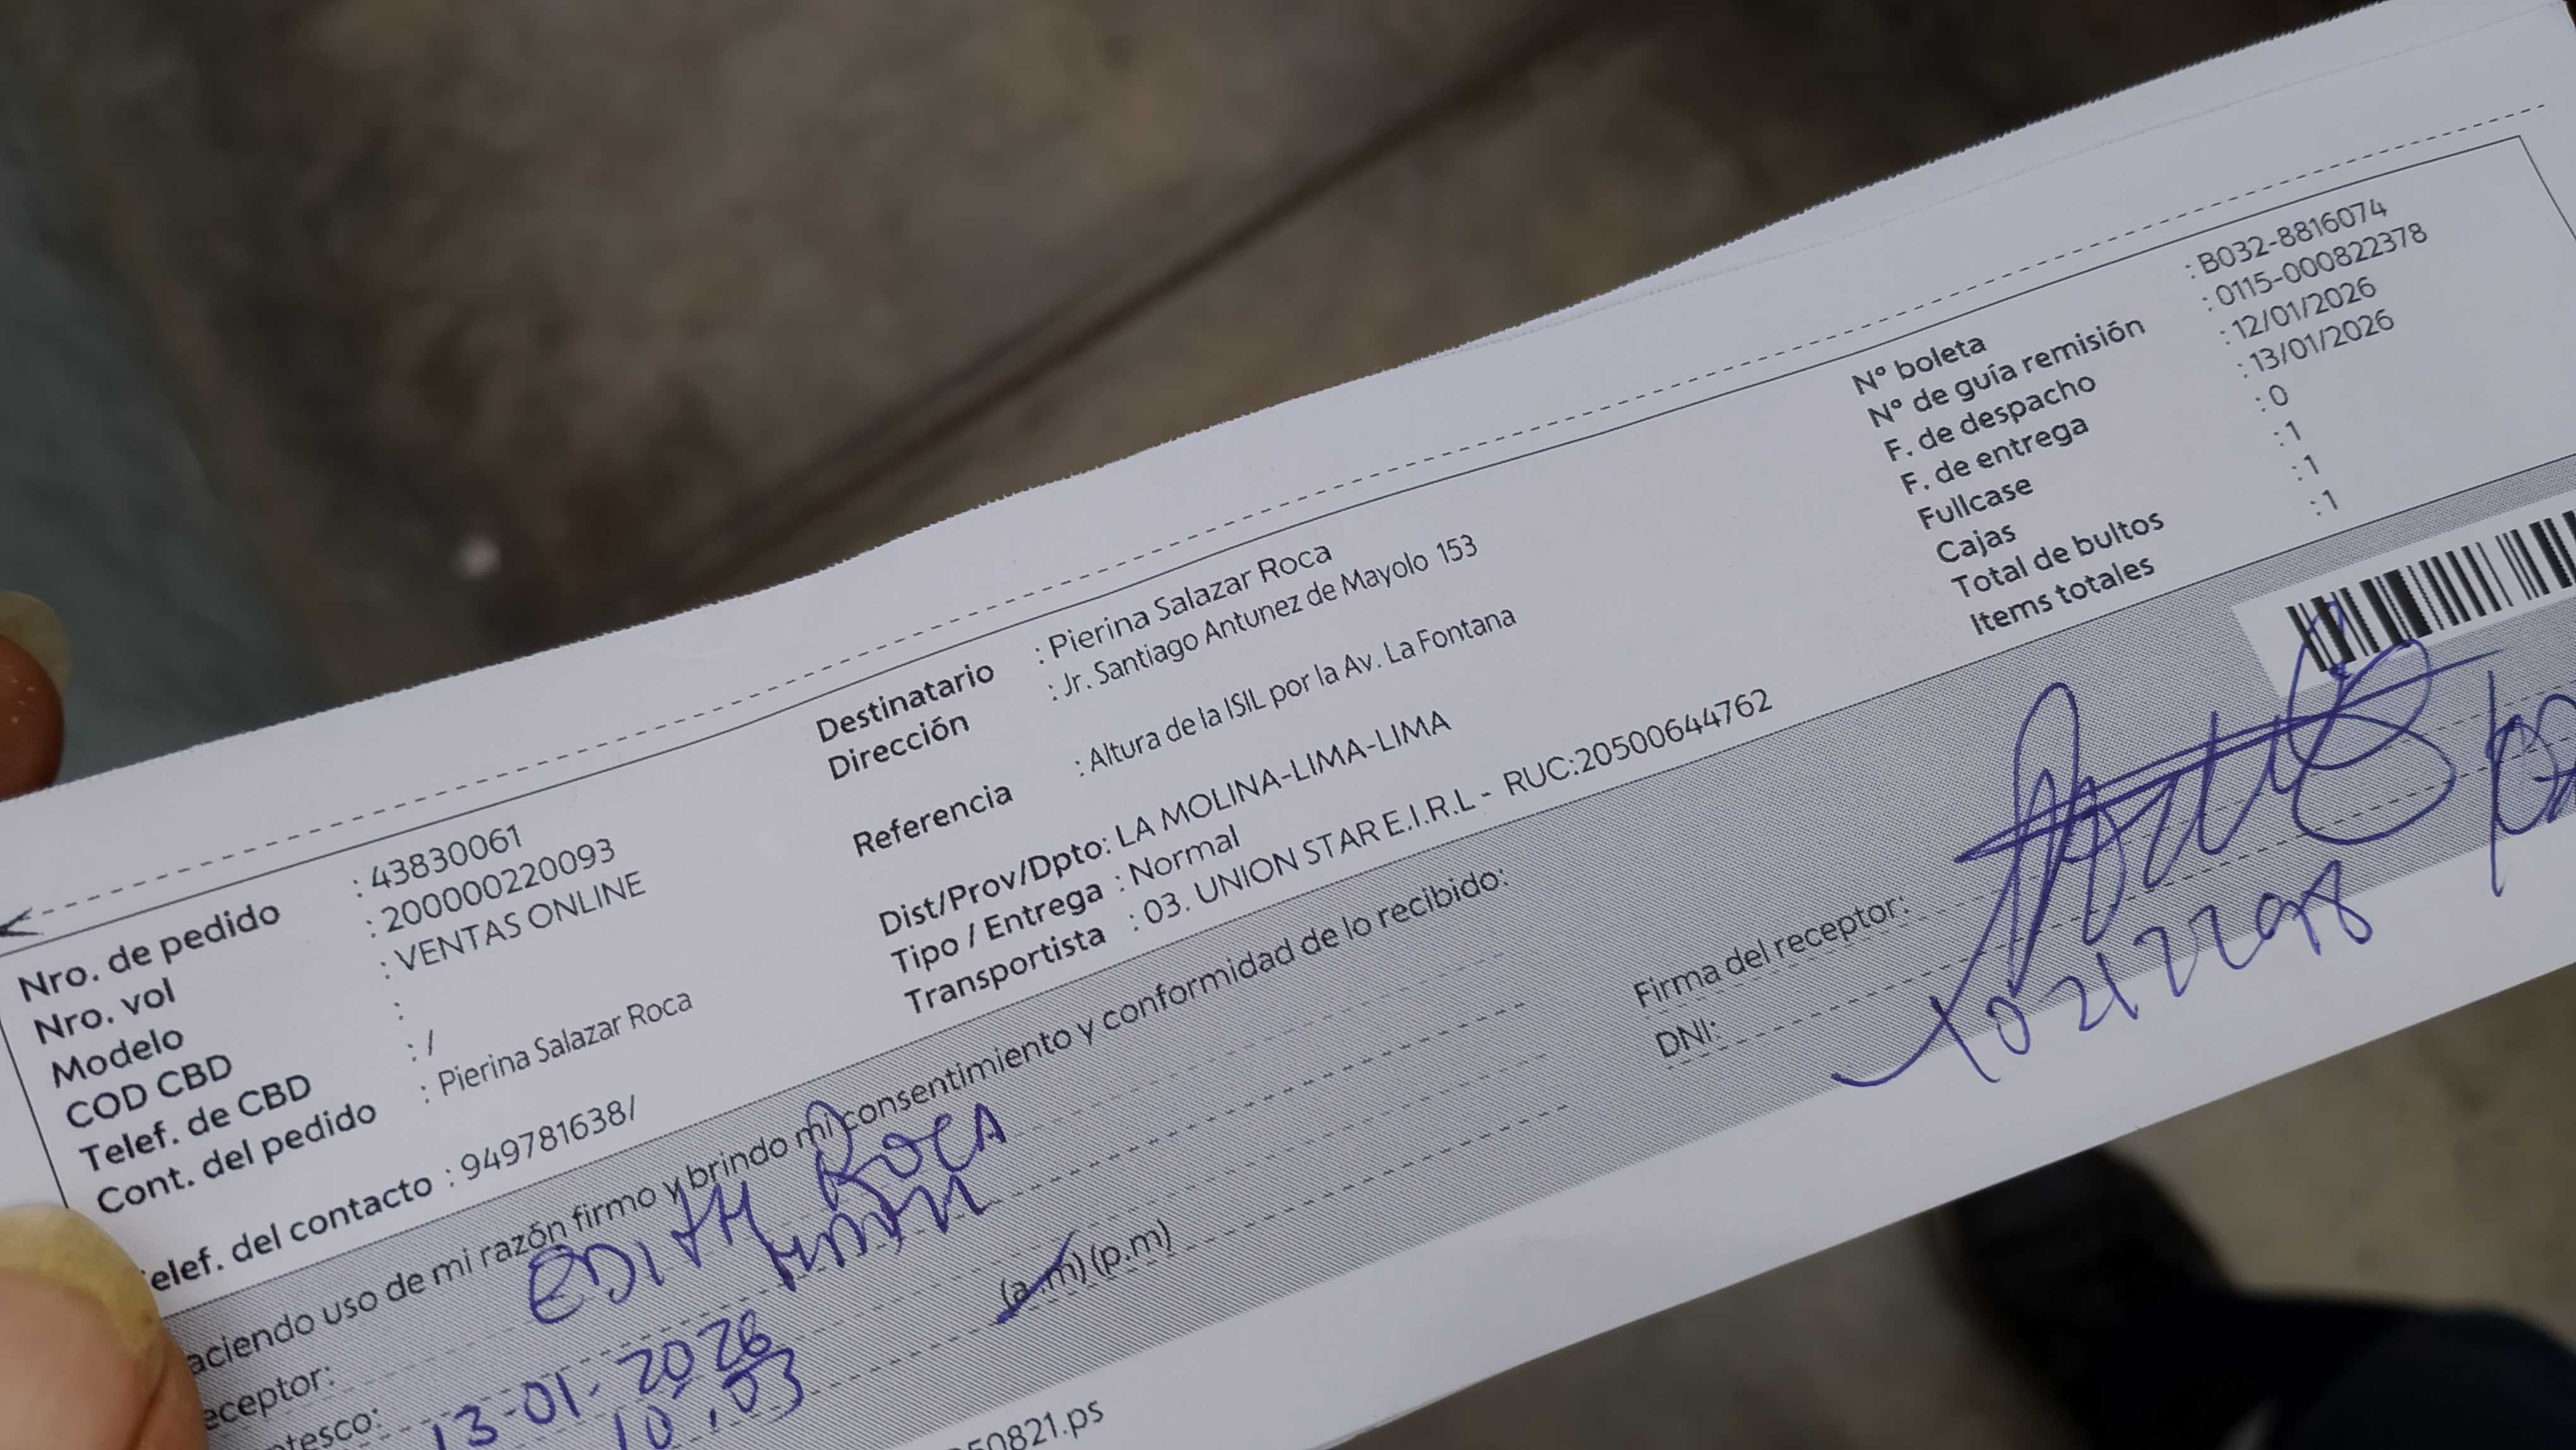 Nro. de pedido : 43830061
Nro. vol : 200000220093
Modelo : VENTAS ONLINE
COD CBD :
Telef. de CBD : /
Cont. del pedido : Pierina Salazar Roca
elef. del contacto : 949781638/
Destinatario : Pierina Salazar Roca
Dirección : Jr. Santiago Antunez de Mayolo 153
Referencia : Altura de la ISIL por la Av. La Fontana
Dist/Prov/Dpto: LA MOLINA-LIMA-LIMA
Tipo / Entrega : Normal
Transportista : 03. UNION STAR E.I.R.L - RUC:20500644762
N° boleta : B032-8816074
N° de guía remisión : 0115-000822378
F. de despacho : 12/01/2026
F. de entrega : 13/01/2026
Fullcase : 0
Cajas : 1
Total de bultos : 1
Items totales : 1
aciendo uso de mi razón firmo y brindo mi consentimiento y conformidad de lo recibido:
eceptor: EDITH ROCA
ntesco:
13-01-2026
10:03 (a.m) (p.m)
Firma del receptor:
DNI:
50821.ps